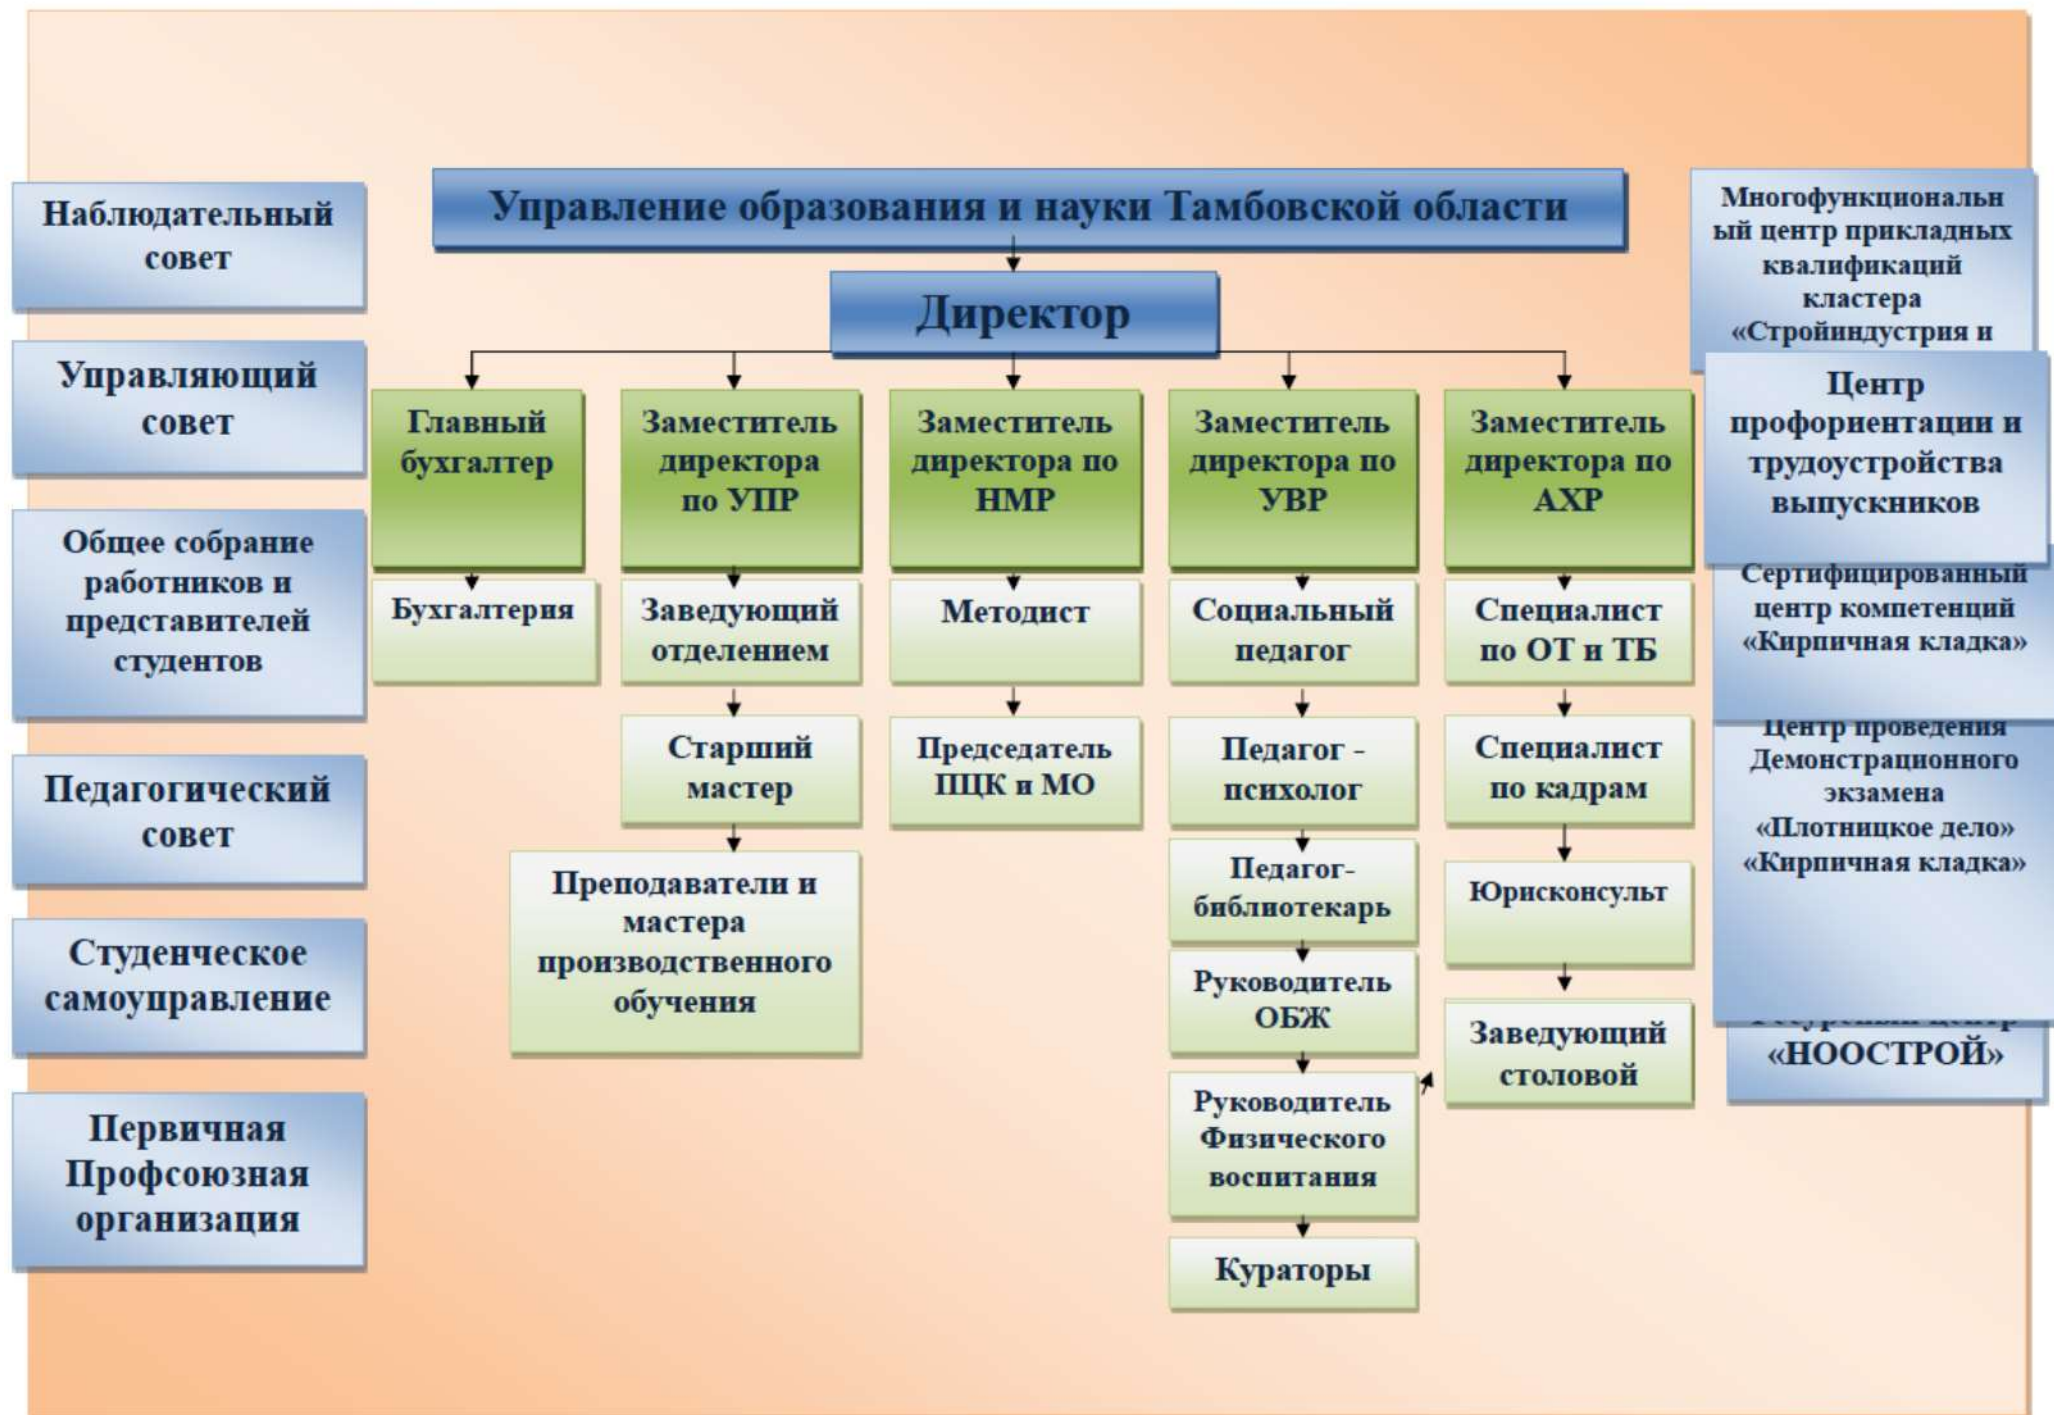 Управление образования и науки Тамбовской области
Директор
Наблюдательный
совет
Управляющий
совет
Общее собрание
работников и
представителей
студентов
Педагогический
совет
Студенческое
самоуправление
Первичная
Профсоюзная
организация
Главный
бухгалтер
Бухгалтерия
Заместитель
директора
по УПР
Заведующий
отделением
Старший
мастер
Преподаватели и
мастера
производственного
обучения
Заместитель
директора по
НМР
Методист
Председатель
ПЦК и МО
Заместитель
директора по
УВР
Социальный
педагог
Педагог -
психолог
Педагог-
библиотекарь
Руководитель
ОБЖ
Руководитель
Физического
воспитания
Кураторы
Заместитель
директора по
АХР
Специалист
по ОТ и ТБ
Специалист
по кадрам
Юрисконсульт
Заведующий
столовой
Многофункциональн
ый центр прикладных
квалификаций
кластера
«Стройиндустрия и
Центр
профориентации и
трудоустройства
выпускников
Сертифицированный
центр компетенций
«Кирпичная кладка»
Центр проведения
Демонстрационного
экзамена
«Плотницкое дело»
«Кирпичная кладка»
«НООСТРОЙ»